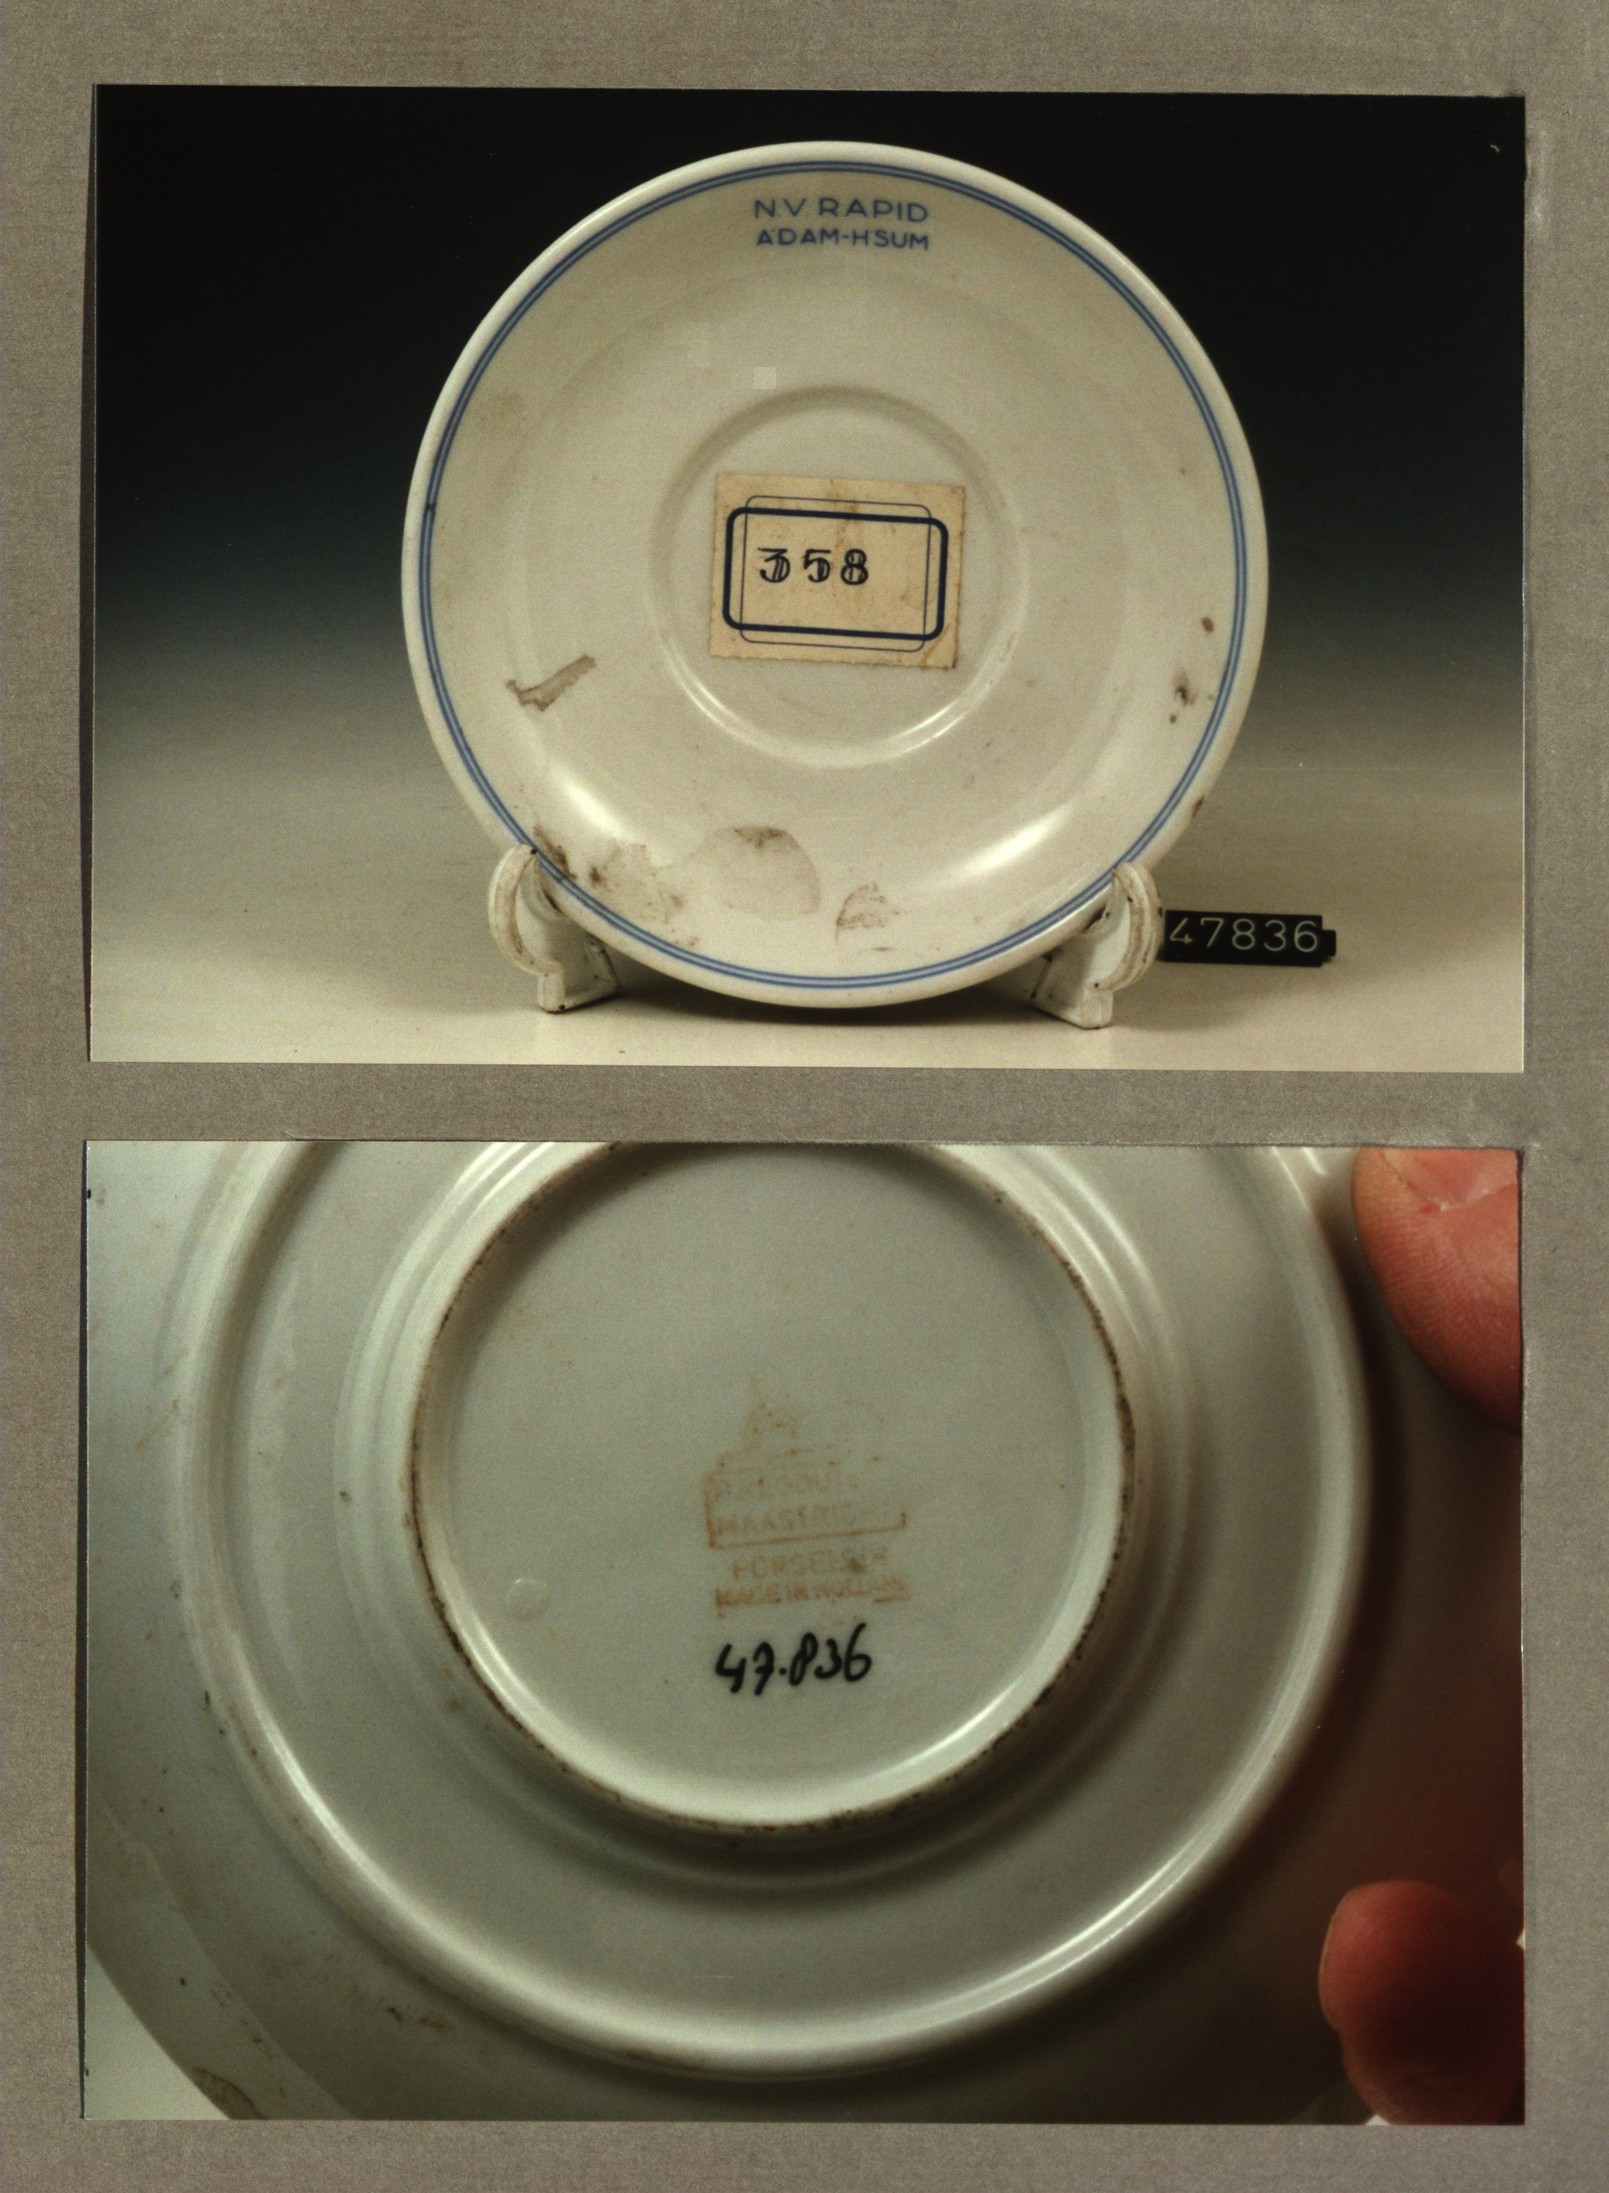 N.V. RAPID
A'DAM-H'SUM
358
47836
MAASTRICHT
PORSELEIN
MADE IN HOLLAND
47.836